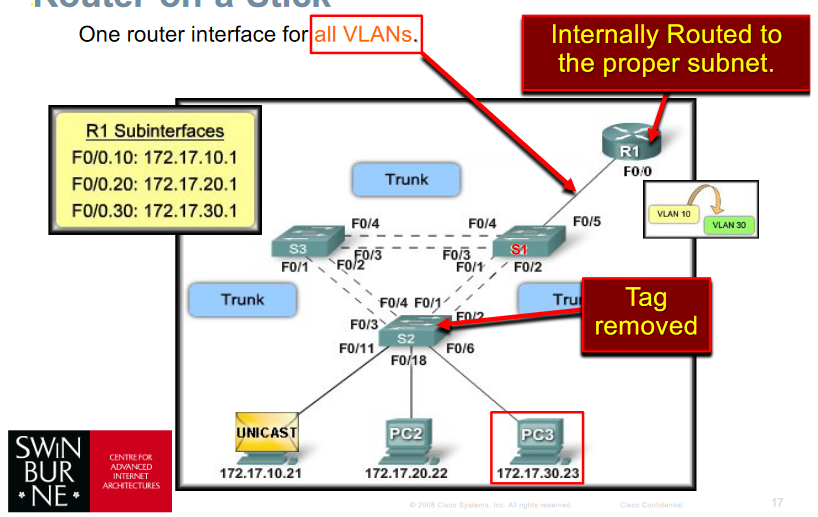 Router on a Stick
One router interface for all VLANs.
Internally Routed to
the proper subnet.
R1 Subinterfaces
F0/0.10: 172.17.10.1
F0/0.20: 172.17.20.1
F0/0.30: 172.17.30.1
R1
F0/0
Trunk
VLAN 10
VLAN 30
F0/4
F0/4
F0/5
S3
S1
F0/3
F0/3
F0/1
F0/2
F0/1
F0/2
Trunk
Trun
Tag
removed
F0/4
F0/1
F0/2
F0/3
S2
F0/11
F0/18
F0/6
UNICAST
PC2
PC3
172.17.10.21
172.17.20.22
172.17.30.23
SWIN
BUR
NE
CENTRE FOR
ADVANCED
INTERNET
ARCHITECTURES
© 2008 Cisco Systems, Inc. All rights reserved.
Cisco Confidential
17